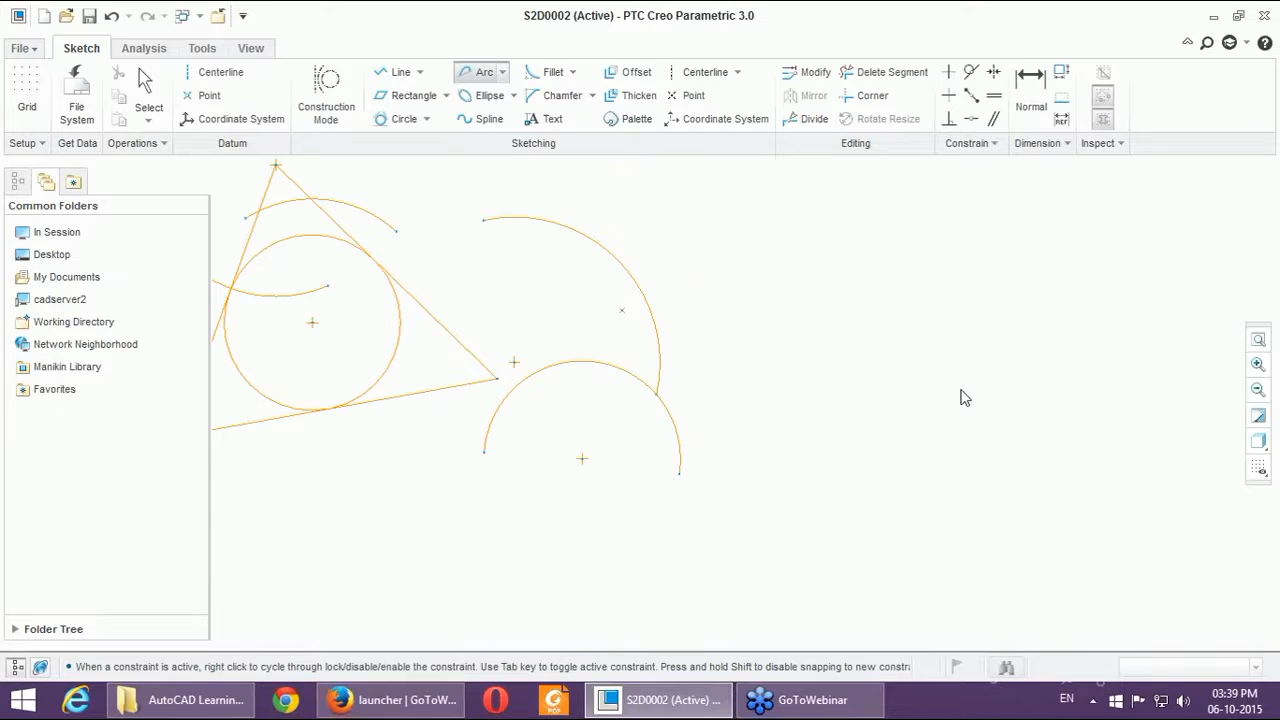 S2D0002 (Active) - PTC Creo Parametric 3.0
File Sketch Analysis Tools View
Grid
File System
Select
Centerline
Point
Coordinate System
Construction Mode
Line Arc Fillet Offset Centerline
Rectangle Ellipse Chamfer Thicken Point
Circle Spline Text Palette Coordinate System
Modify Delete Segment
Mirror Corner
Divide Rotate Resize
Normal
REF
Setup Get Data Operations Datum Sketching Editing Constrain Dimension Inspect
Common Folders
In Session
Desktop
My Documents
cadserver2
Working Directory
Network Neighborhood
Manikin Library
Favorites
Folder Tree
When a constraint is active, right click to cycle through lock/disable/enable the constraint. Use Tab key to toggle active constraint. Press and hold Shift to disable snapping to new constr
AutoCAD Learnin... launcher | GoToW... S2D0002 (Active) ... GoToWebinar
PDF
EN
03:39 PM
06-10-2015